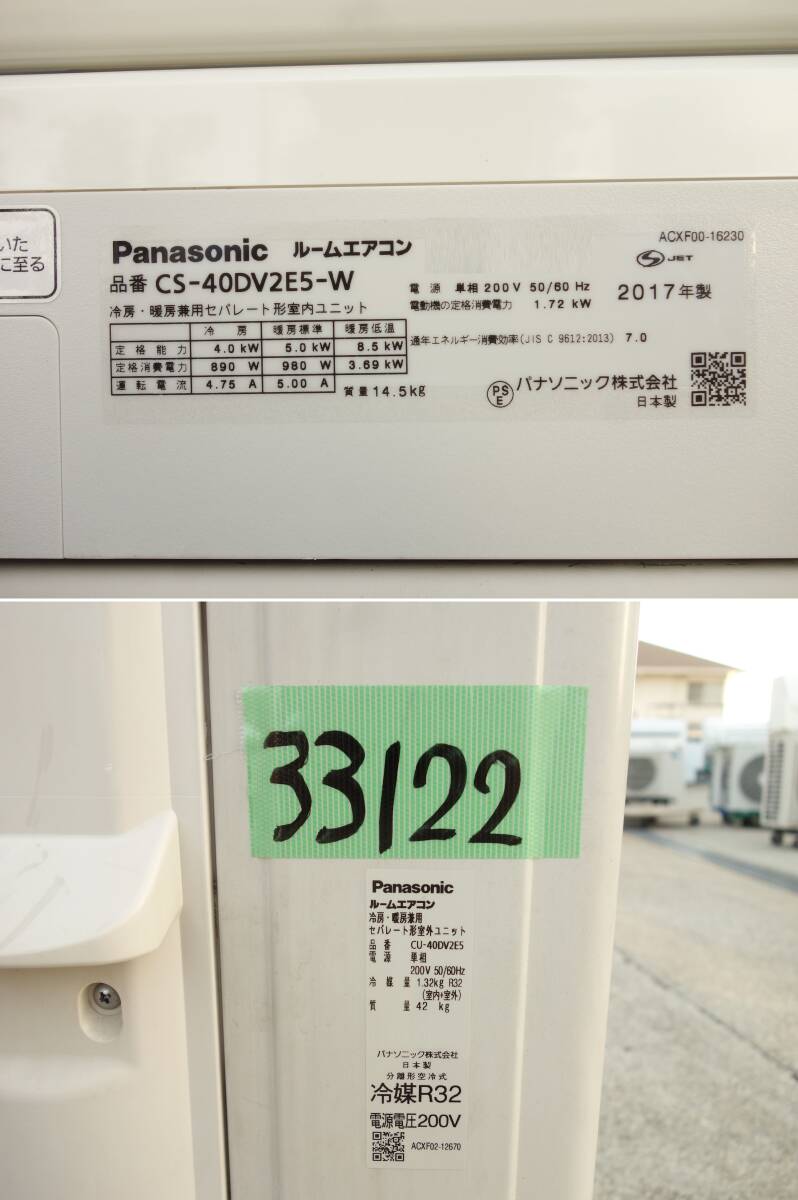 いた
に至る
Panasonic ルームエアコン
品番 CS-40DV2E5-W
冷房・暖房兼用セパレート形室内ユニット
冷房 暖房標準 暖房低温
定格能力 4.0 kW 5.0 kW 8.5 kW
定格消費電力 890 W 980 W 3.69 kW
運転電流 4.75 A 5.00 A
質量 14.5kg
ACXF00-16230
JET
電源 単相 200V 50/60 Hz
電動機の定格消費電力 1.72 kW
2017年製
通年エネルギー消費効率(JIS C 9612:2013) 7.0
PSE パナソニック株式会社
日本製
33122
Panasonic
ルームエアコン
冷房・暖房兼用
セパレート形室外ユニット
品番 CU-40DV2E5
電源 単相
200V 50/60Hz
冷媒量 1.32kg R32
(室内+室外)
質量 42 kg
パナソニック株式会社
日本製
分離形空冷式
冷媒R32
電源電圧200V
ACXF02-12670